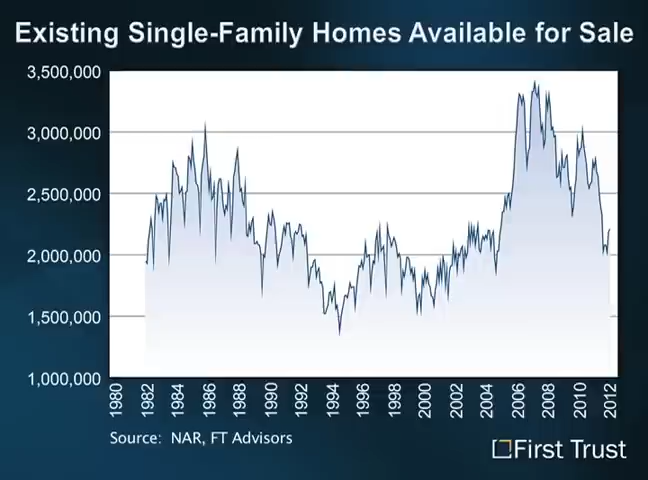 Existing Single-Family Homes Available for Sale
3,500,000
3,000,000
2,500,000
2,000,000
1,500,000
1,000,000
1980 1982 1984 1986 1988 1990 1992 1994 1996 1998 2000 2002 2004 2006 2008 2010 2012
Source: NAR, FT Advisors
First Trust